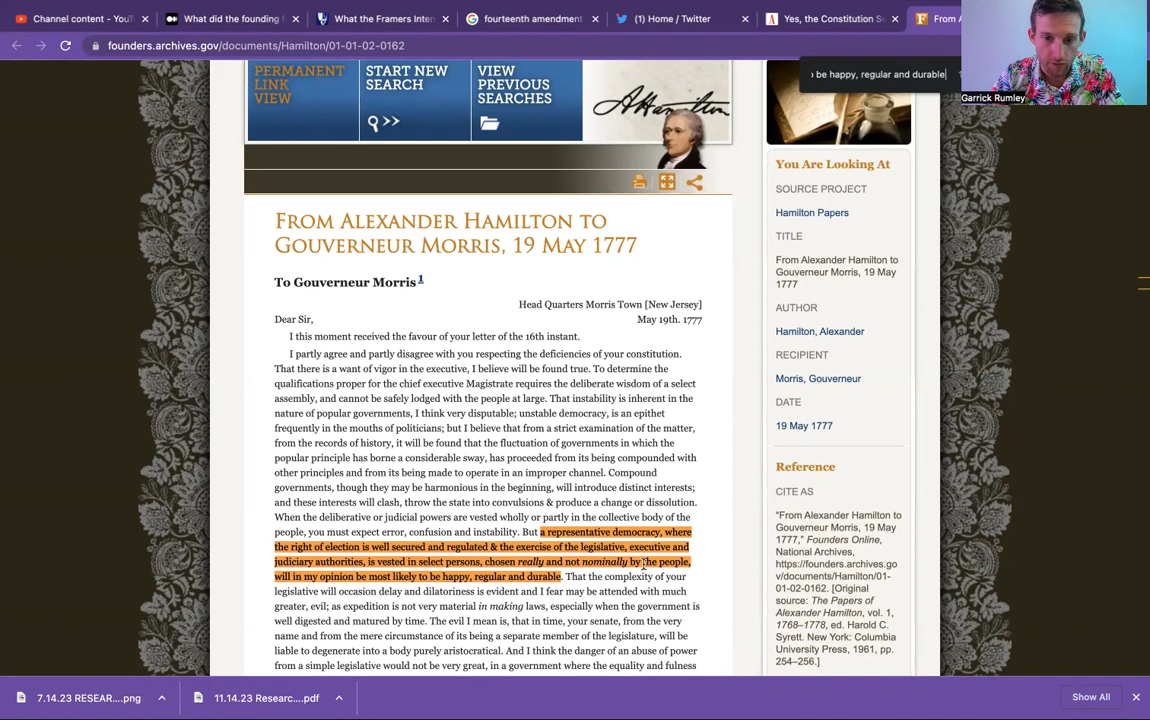 Channel content - YouT
What did the founding f
What the Framers Inten
fourteenth amendment
(1) Home / Twitter
Yes, the Constitution Se
From A
founders.archives.gov/documents/Hamilton/01-01-02-0162
be happy, regular and durable
Garrick Rumley
PERMANENT LINK VIEW
START NEW SEARCH
VIEW PREVIOUS SEARCHES
AHamilton
FROM ALEXANDER HAMILTON TO
GOUVERNEUR MORRIS, 19 MAY 1777
To Gouverneur Morris 1
Head Quarters Morris Town [New Jersey]
Dear Sir, May 19th. 1777
I this moment received the favour of your letter of the 16th instant.
I partly agree and partly disagree with you respecting the deficiencies of your constitution.
That there is a want of vigor in the executive, I believe will be found true. To determine the
qualifications proper for the chief executive Magistrate requires the deliberate wisdom of a select
assembly, and cannot be safely lodged with the people at large. That instability is inherent in the
nature of popular governments, I think very disputable; unstable democracy, is an epithet
frequently in the mouths of politicians; but I believe that from a strict examination of the matter,
from the records of history, it will be found that the fluctuation of governments in which the
popular principle has borne a considerable sway, has proceeded from its being compounded with
other principles and from its being made to operate in an improper channel. Compound
governments, though they may be harmonious in the beginning, will introduce distinct interests;
and these interests will clash, throw the state into convulsions & produce a change or dissolution.
When the deliberative or judicial powers are vested wholly or partly in the collective body of the
people, you must expect error, confusion and instability. But a representative democracy, where
the right of election is well secured and regulated & the exercise of the legislative, executive and
judiciary authorities, is vested in select persons, chosen really and not nominally by the people,
will in my opinion be most likely to be happy, regular and durable. That the complexity of your
legislative will occasion delay and dilatoriness is evident and I fear may be attended with much
greater, evil; as expedition is not very material in making laws, especially when the government is
well digested and matured by time. The evil I mean is, that in time, your senate, from the very
name and from the mere circumstance of its being a separate member of the legislature, will be
liable to degenerate into a body purely aristocratical. And I think the danger of an abuse of power
from a simple legislative would not be very great, in a government where the equality and fulness
You Are Looking At
SOURCE PROJECT
Hamilton Papers
TITLE
From Alexander Hamilton to
Gouverneur Morris, 19 May
1777
AUTHOR
Hamilton, Alexander
RECIPIENT
Morris, Gouverneur
DATE
19 May 1777
Reference
CITE AS
"From Alexander Hamilton to
Gouverneur Morris, 19 May
1777," Founders Online,
National Archives,
https://founders.archives.go
v/documents/Hamilton/01-
01-02-0162. [Original
source: The Papers of
Alexander Hamilton, vol. 1,
1768–1778, ed. Harold C.
Syrett. New York: Columbia
University Press, 1961, pp.
254–256.]
7.14.23 RESEAR....png
11.14.23 Researc....pdf
Show All